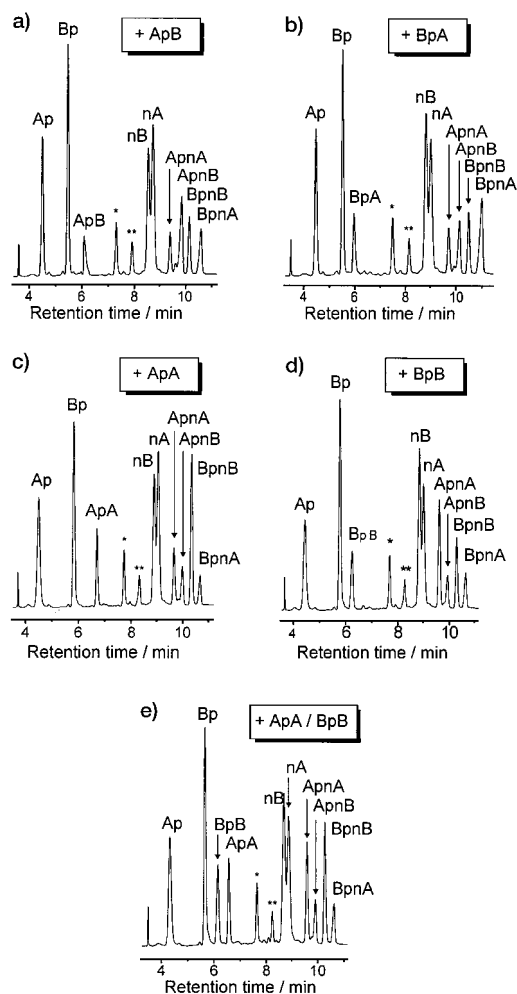 a)
+ ApB
Bp
Ap
nA
nB
ApnA
ApnB
BpnB
BpnA
ApB
*
**
4 6 8 10
Retention time / min
b)
+ BpA
Bp
Ap
nB
nA
ApnA
ApnB
BpnB
BpnA
BpA
*
**
4 6 8 10
Retention time / min
c)
+ ApA
Bp
ApnA
nA
ApnB
nB
BpnB
Ap
ApA
*
**
BpnA
4 6 8 10
Retention time / min
d)
+ BpB
Bp
nB
nA
ApnA
ApnB
Ap
BpB
BpnB
*
**
BpnA
4 6 8 10
Retention time / min
e)
+ ApA / BpB
Bp
nA
ApnA
nB
ApnB
Ap
BpB
BpnB
ApA
*
**
BpnA
4 6 8 10
Retention time / min